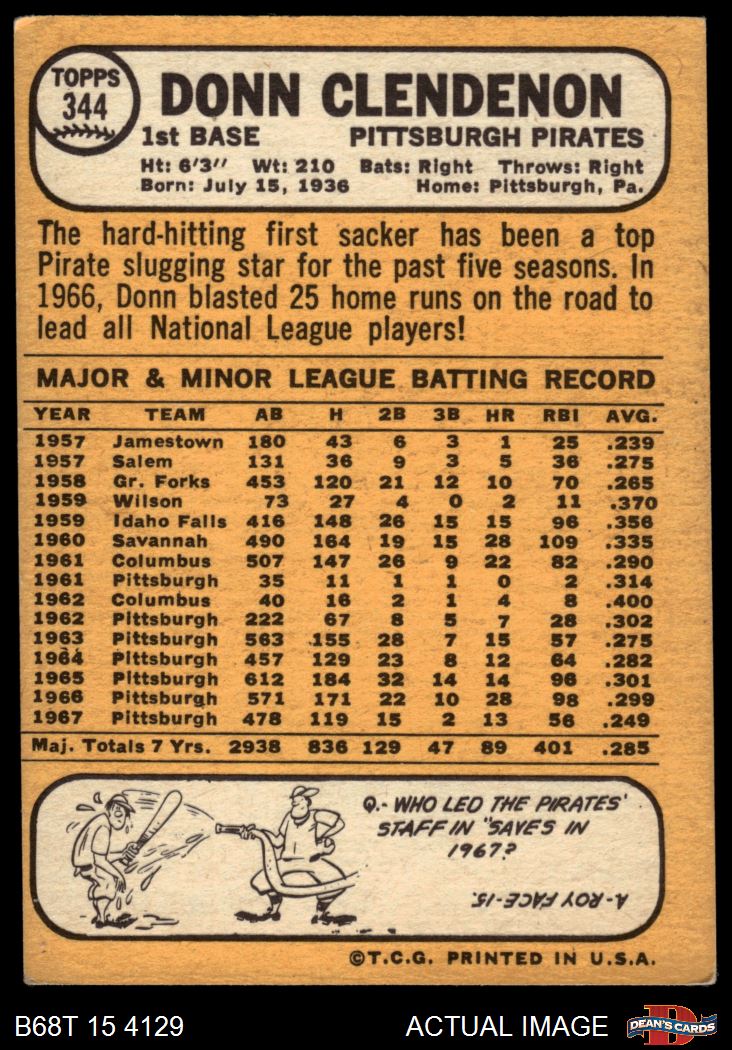 TOPPS
344
DONN CLENDENON
1st BASE PITTSBURGH PIRATES
Ht: 6'3" Wt: 210 Bats: Right Throws: Right
Born: July 15, 1936 Home: Pittsburgh, Pa.
The hard-hitting first sacker has been a top
Pirate slugging star for the past five seasons. In
1966, Donn blasted 25 home runs on the road to
lead all National League players!
MAJOR & MINOR LEAGUE BATTING RECORD
YEAR TEAM AB H 2B 3B HR RBI AVG.
1957 Jamestown 180 43 6 3 1 25 .239
1957 Salem 131 36 9 3 5 36 .275
1958 Gr. Forks 453 120 21 12 10 70 .265
1959 Wilson 73 27 4 0 2 11 .370
1959 Idaho Falls 416 148 26 15 15 96 .356
1960 Savannah 490 164 19 15 28 109 .335
1961 Columbus 507 147 26 9 22 82 .290
1961 Pittsburgh 35 11 1 1 0 2 .314
1962 Columbus 40 16 2 1 4 8 .400
1962 Pittsburgh 222 67 8 5 7 28 .302
1963 Pittsburgh 563 155 28 7 15 57 .275
1964 Pittsburgh 457 129 23 8 12 64 .282
1965 Pittsburgh 612 184 32 14 14 96 .301
1966 Pittsburgh 571 171 22 10 28 98 .299
1967 Pittsburgh 478 119 15 2 13 56 .249
Maj. Totals 7 Yrs. 2938 836 129 47 89 401 .285
Q.- WHO LED THE PIRATES'
STAFF IN "SAVES IN
1967?
A- ROY FACE-15.
©T.C.G. PRINTED IN U.S.A.
B68T 15 4129 ACTUAL IMAGE D DEAN'S CARDS